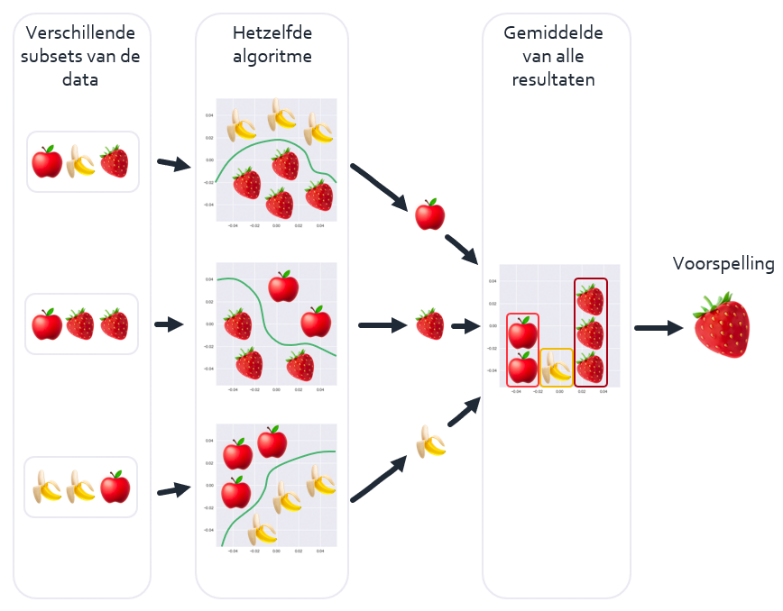 Verschillende
subsets van de
data
Hetzelfde
algoritme
Gemiddelde
van alle
resultaten
Voorspelling